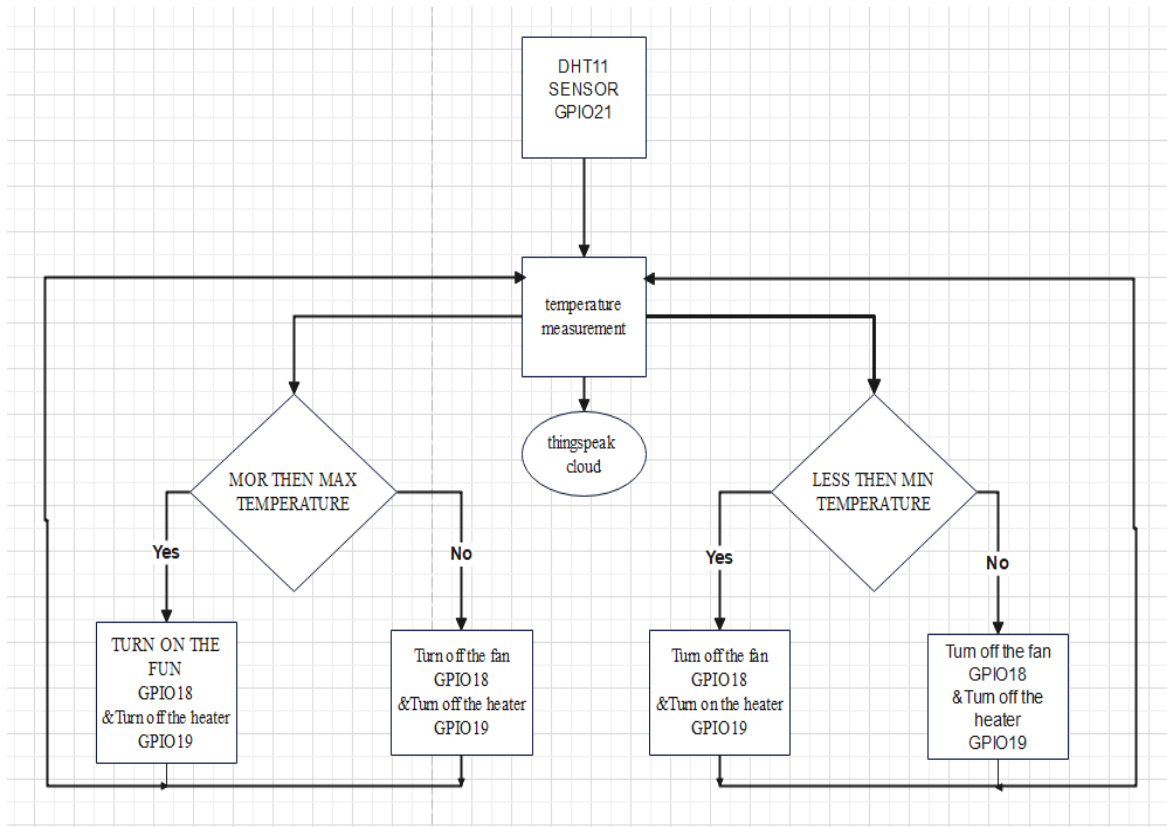 DHT11
SENSOR
GPIO21
temperature
measurement
thingspeak
cloud
MOR THEN MAX
TEMPERATURE
LESS THEN MIN
TEMPERATURE
Yes
No
Yes
No
TURN ON THE
FUN
GPIO18
&Turn off the heater
GPIO19
Turn off the fan
GPIO18
&Turn off the heater
GPIO19
Turn off the fan
GPIO18
&Turn on the heater
GPIO19
Turn off the fan
GPIO18
&Turn off the
heater
GPIO19